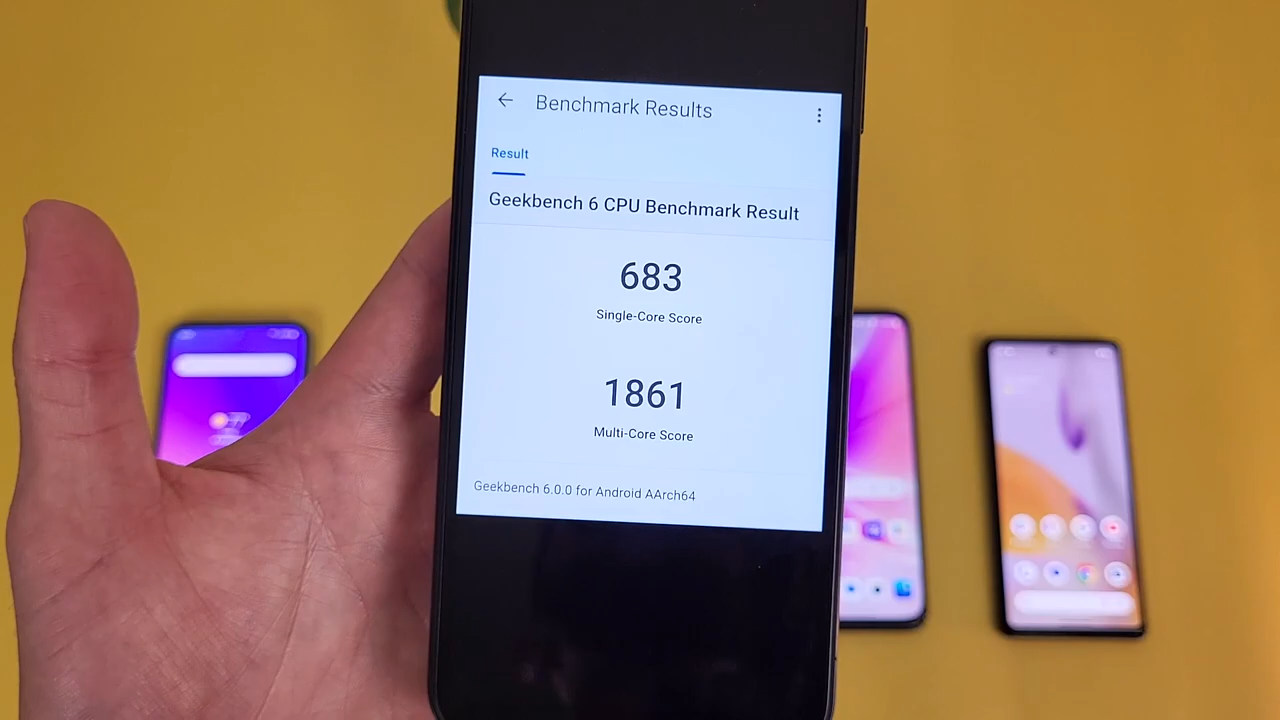 Benchmark Results
Result
Geekbench 6 CPU Benchmark Result
683
Single-Core Score
1861
Multi-Core Score
Geekbench 6.0.0 for Android AArch64